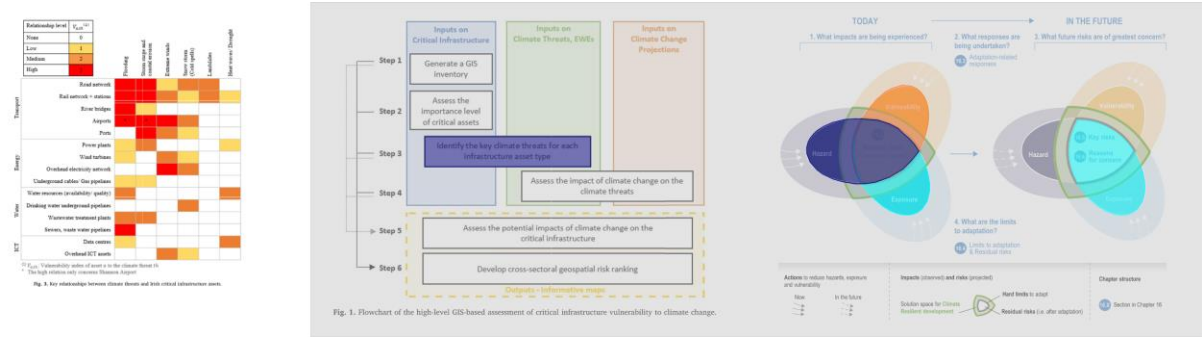 Relationship level
None
0
Low
1
Medium
2
High
Flooding
Storm surge and
coastal erosion
Extreme winds
Snow storm
(Cold spells)
Landslides
Heat waves/ Drought
Transport
Road network
Rail network + stations
River bridges
Airports
Ports
Energy
Power plants
Wind turbines
Overhead electricity network
Underground cables/ Gas pipelines
Water
Water resources (availability/ quality)
Drinking water underground pipelines
Wastewater treatment plants
Sewers, waste water pipelines
ICT
Data centres
Overhead ICT assets
Vulnerability index of asset a to the climate threat
* The high relation only concerns Shannon Airport
Fig. 3. Key relationships between climate threats and Irish critical infrastructure assets.
Inputs on
Critical Infrastructure
Inputs on
Climate Threats, EWEs
Inputs on
Climate Change
Projections
Step 1
Generate a GIS
inventory
Step 2
Assess the
importance level
of critical assets
Step 3
Identify the key climate threats for each
infrastructure asset type
Step 4
Assess the impact of climate change on the
climate threats
Step 5
Assess the potential impacts of climate change on the
critical infrastructure
Step 6
Develop cross-sectoral geospatial risk ranking
Outputs - Informative maps
Fig. 1. Flowchart of the high-level GIS-based assessment of critical infrastructure vulnerability to climate change.
TODAY
IN THE FUTURE
1. What impacts are being experienced?
2. What responses are
being undertaken?
Adaptation-related
responses
3. What future risks are of greatest concern?
Vulnerability
Hazard
Exposure
Vulnerability
Hazard
Key risks
Reasons
for concern
Exposure
4. What are the limits
to adaptation?
Limits to adaptation
& Residual risks
Actions to reduce hazards, exposure
and vulnerability
Now
In the future
Impacts (observed) and risks (projected)
Solution space for Climate
Resilient development
Hard limits to adapt
Residual risks (i.e. after adaptation)
Chapter structure
Section in Chapter 16